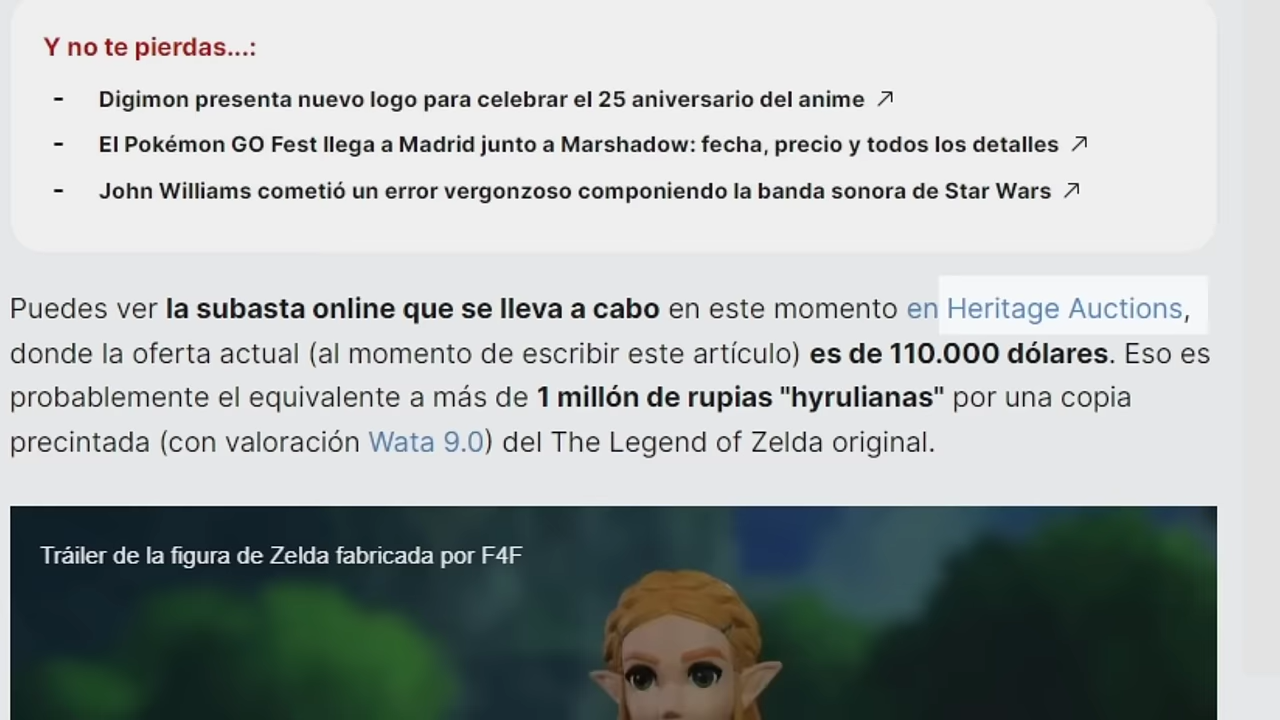 Y no te pierdas...:
- Digimon presenta nuevo logo para celebrar el 25 aniversario del anime ↗
- El Pokémon GO Fest llega a Madrid junto a Marshadow: fecha, precio y todos los detalles ↗
- John Williams cometió un error vergonzoso componiendo la banda sonora de Star Wars ↗
Puedes ver la subasta online que se lleva a cabo en este momento en Heritage Auctions,
donde la oferta actual (al momento de escribir este artículo) es de 110.000 dólares. Eso es
probablemente el equivalente a más de 1 millón de rupias "hyrulianas" por una copia
precintada (con valoración Wata 9.0) del The Legend of Zelda original.
Tráiler de la figura de Zelda fabricada por F4F